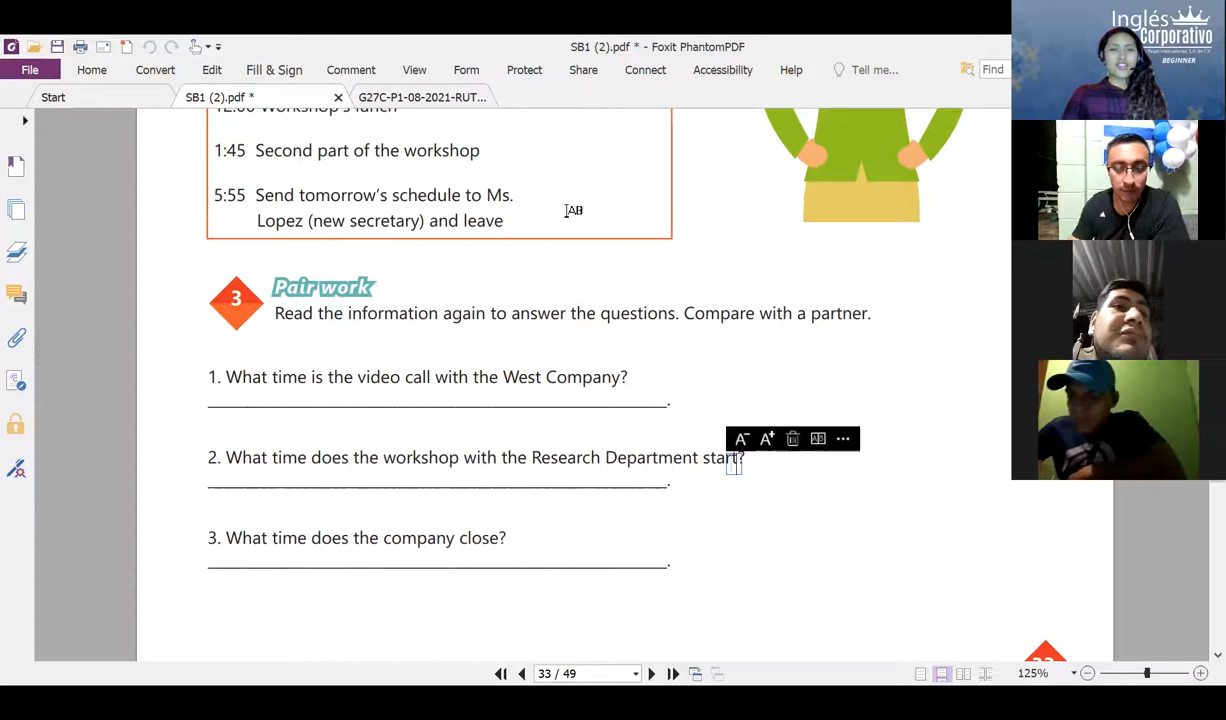 SB1 (2).pdf * - Foxit PhantomPDF
File Home Convert Edit Fill & Sign Comment View Form Protect Share Connect Accessibility Help Tell me... Find
Start SB1 (2).pdf * G27C-P1-08-2021-RUT...
Inglés
Corporativo
BEGINNER
12:00 Workshop's lunch
1:45 Second part of the workshop
5:55 Send tomorrow's schedule to Ms.
Lopez (new secretary) and leave
3 Pair work
Read the information again to answer the questions. Compare with a partner.
1. What time is the video call with the West Company?
2. What time does the workshop with the Research Department start?
3. What time does the company close?
33 / 49
125%